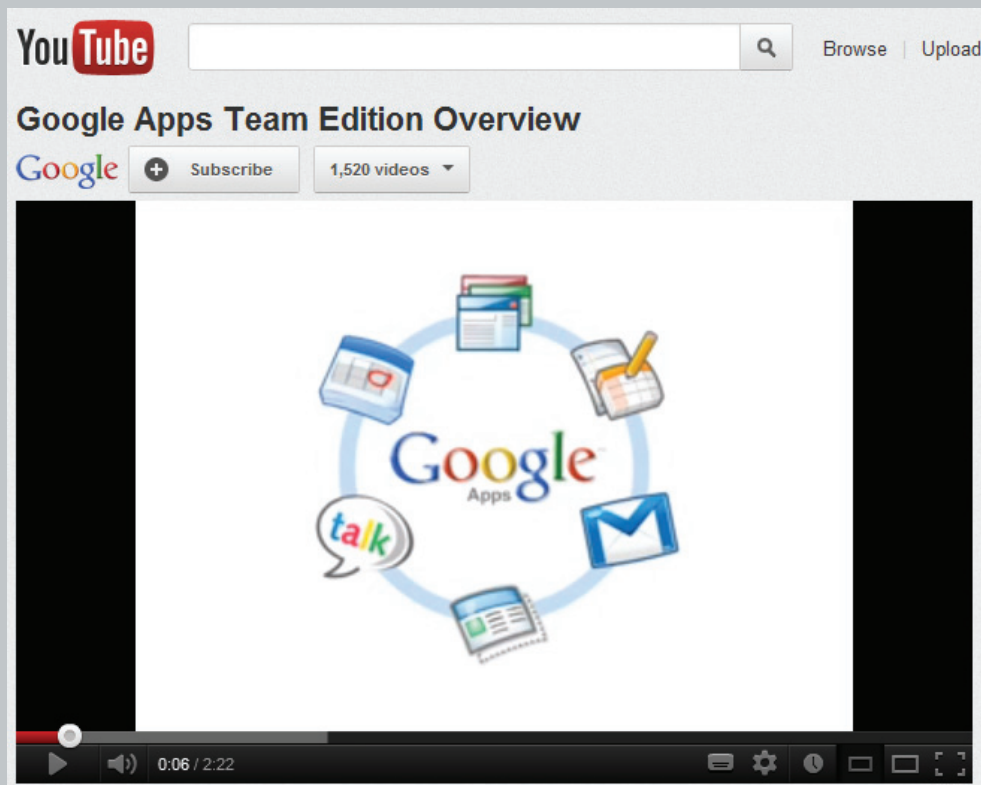 YouTube
Browse | Upload
Google Apps Team Edition Overview
Google Subscribe 1,520 videos
Google™
Apps
talk
0:06 / 2:22